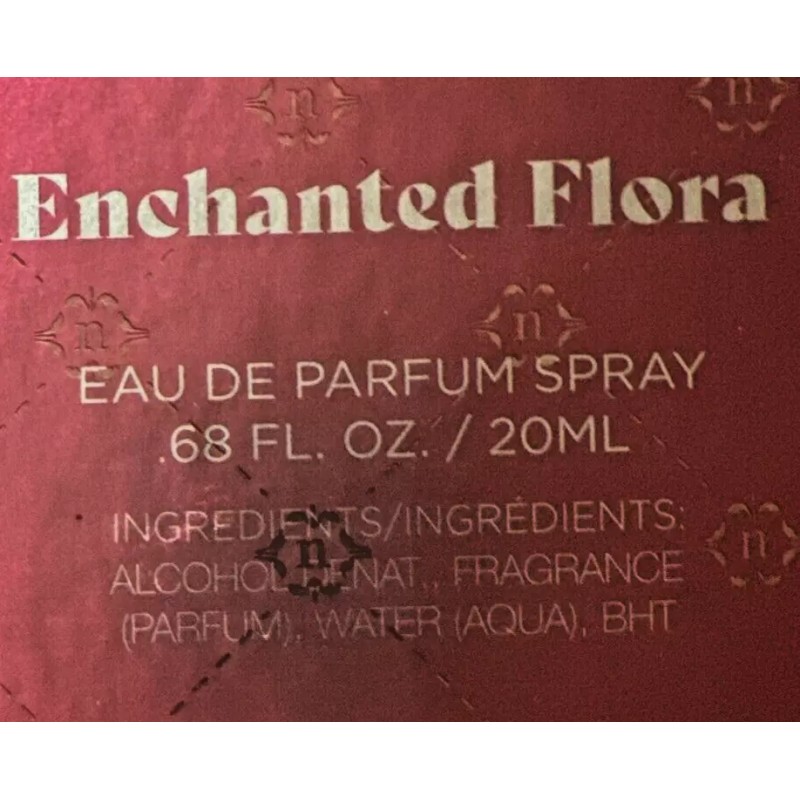 Enchanted Flora
EAU DE PARFUM SPRAY
.68 FL. OZ. / 20ML
INGREDIENTS/INGRÉDIENTS:
ALCOHOL DENAT., FRAGRANCE
(PARFUM), WATER (AQUA), BHT
n
n
n
n
n
n